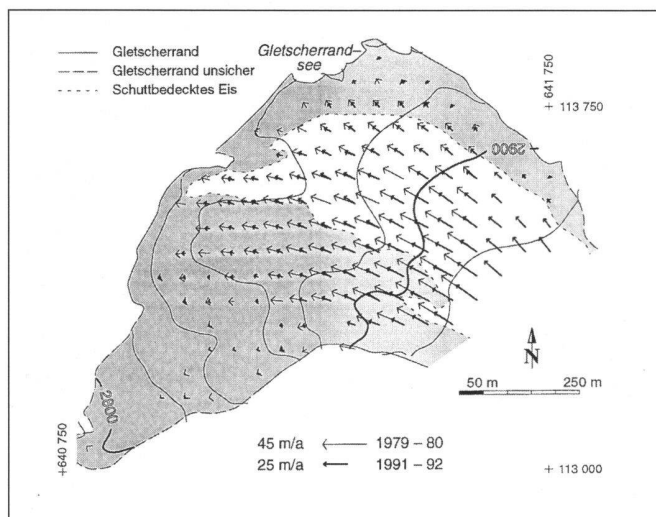 Gletscherrand
Gletscherrand unsicher
Schuttbedecktes Eis
Gletscherrand–
see
641 750
+ 113 750
2900
N
50 m 250 m
2800
+640 750
45 m/a 1979 – 80
25 m/a 1991 – 92
+ 113 000